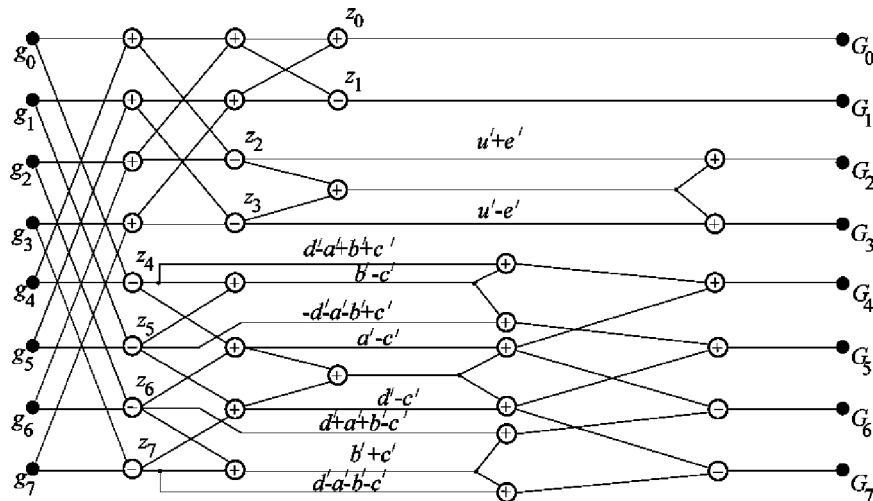 z0
g0
G0
z1
g1
G1
z2
u'+e'
g2
G2
z3
u'-e'
g3
G3
z4
d'-a'+b'+c'
b'-c'
g4
G4
z5
-d'-a'-b'+c'
a'-c'
g5
G5
z6
d'-c'
d'+a'+b'-c'
g6
G6
z7
b'+c'
d'-a'-b'-c'
g7
G7